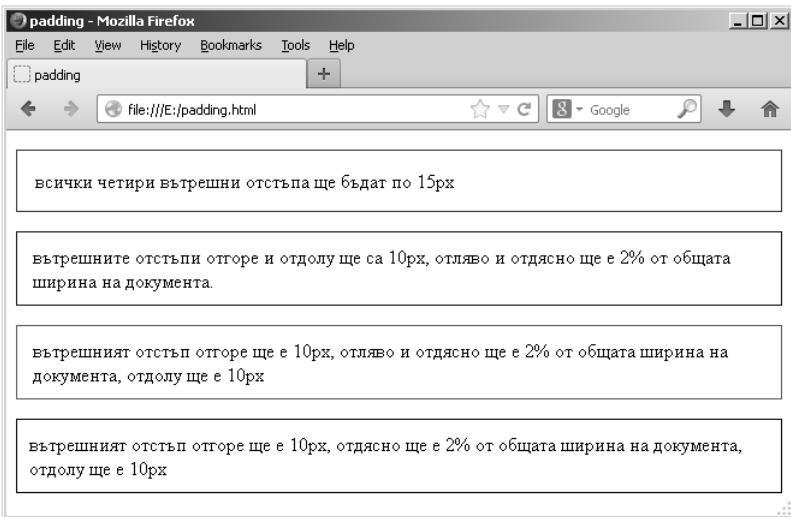 padding - Mozilla Firefox
File Edit View History Bookmarks Tools Help
padding
file:///E:/padding.html
8 Google
всички четири вътрешни отстъпа ще бъдат по 15px
вътрешните отстъпи отгоре и отдолу ще са 10px, отляво и отдясно ще е 2% от общата
ширина на документа.
вътрешният отстъп отгоре ще е 10px, отляво и отдясно ще е 2% от общата ширина на
документа, отдолу ще е 10px
вътрешният отстъп отгоре ще е 10px, отдясно ще е 2% от общата ширина на документа,
отдолу ще е 10px